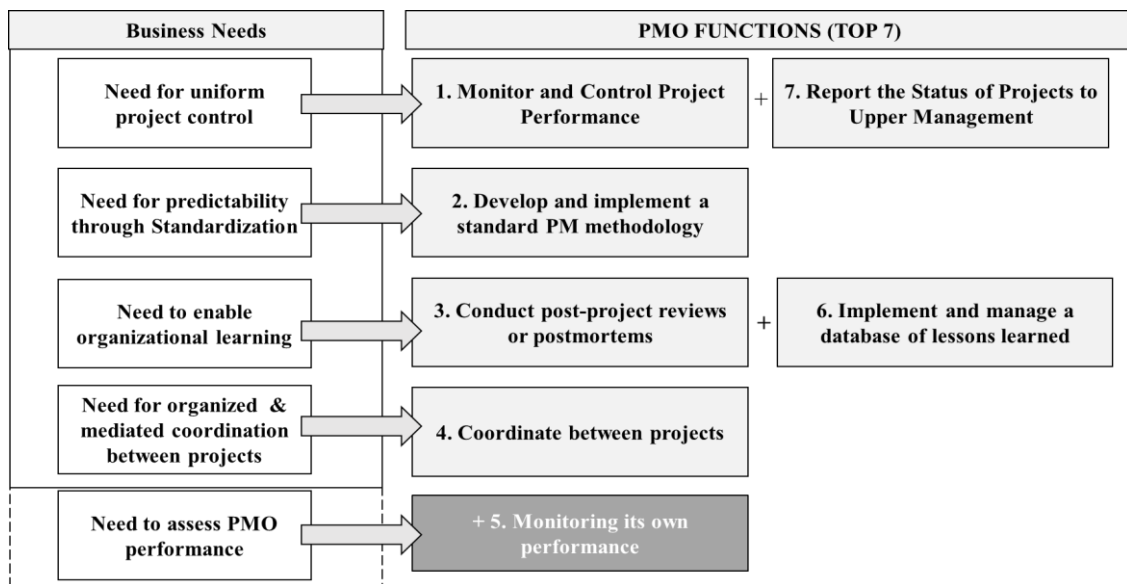 Business Needs
PMO FUNCTIONS (TOP 7)
Need for uniform
project control
1. Monitor and Control Project
Performance
+
7. Report the Status of Projects to
Upper Management
Need for predictability
through Standardization
2. Develop and implement a
standard PM methodology
Need to enable
organizational learning
3. Conduct post-project reviews
or postmortems
+
6. Implement and manage a
database of lessons learned
Need for organized &
mediated coordination
between projects
4. Coordinate between projects
Need to assess PMO
performance
+ 5. Monitoring its own
performance